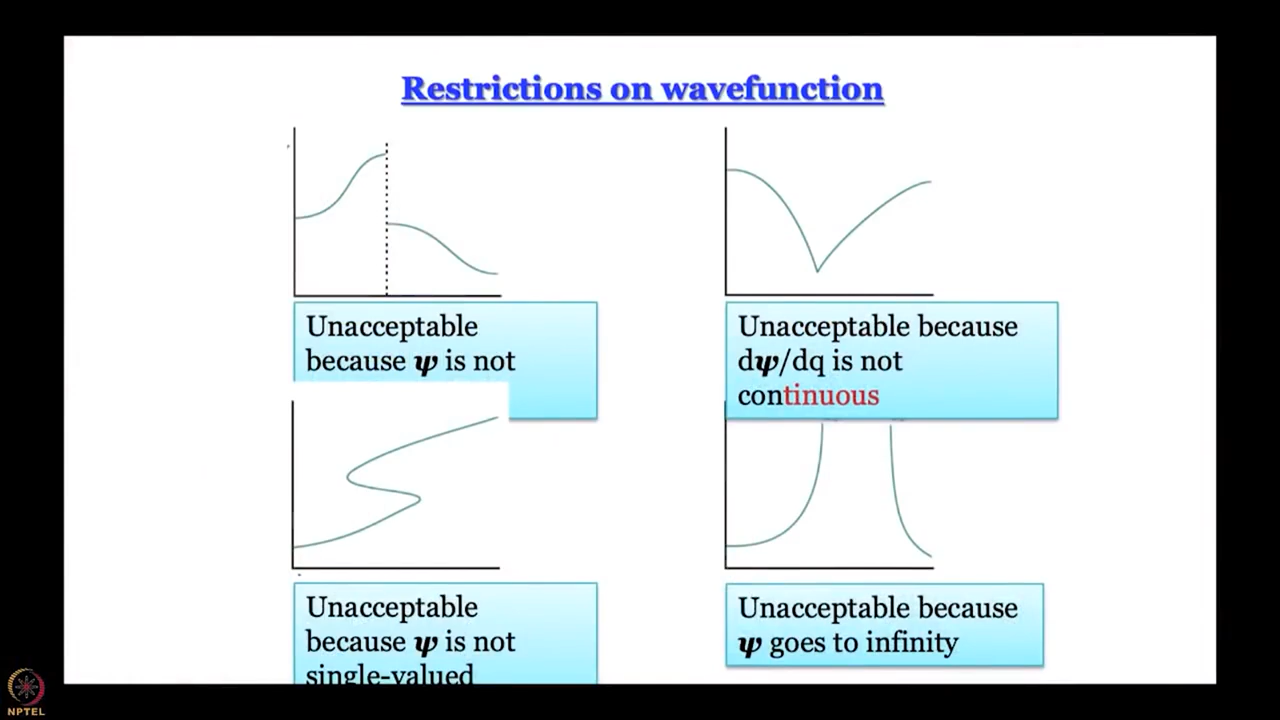 Restrictions on wavefunction
Unacceptable
because ψ is not
Unacceptable because
dψ/dq is not
continuous
Unacceptable
because ψ is not
single-valued
Unacceptable because
ψ goes to infinity
NPTEL